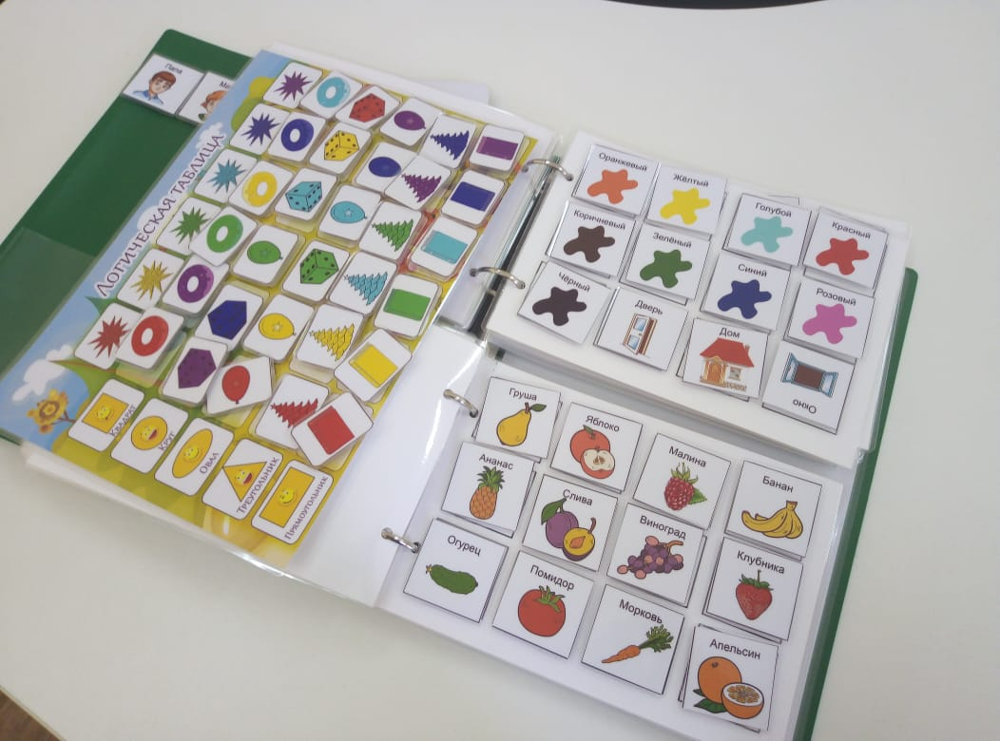 Папа
ЛОГИЧЕСКАЯ ТАБЛИЦА
КВАДРАТ
КРУГ
ОВАЛ
ТРЕУГОЛЬНИК
ПРЯМОУГОЛЬНИК
Оранжевый
Жёлтый
Голубой
Красный
Коричневый
Зелёный
Синий
Розовый
Чёрный
Дверь
Дом
Окно
Груша
Яблоко
Малина
Банан
Ананас
Слива
Виноград
Клубника
Огурец
Помидор
Морковь
Апельсин